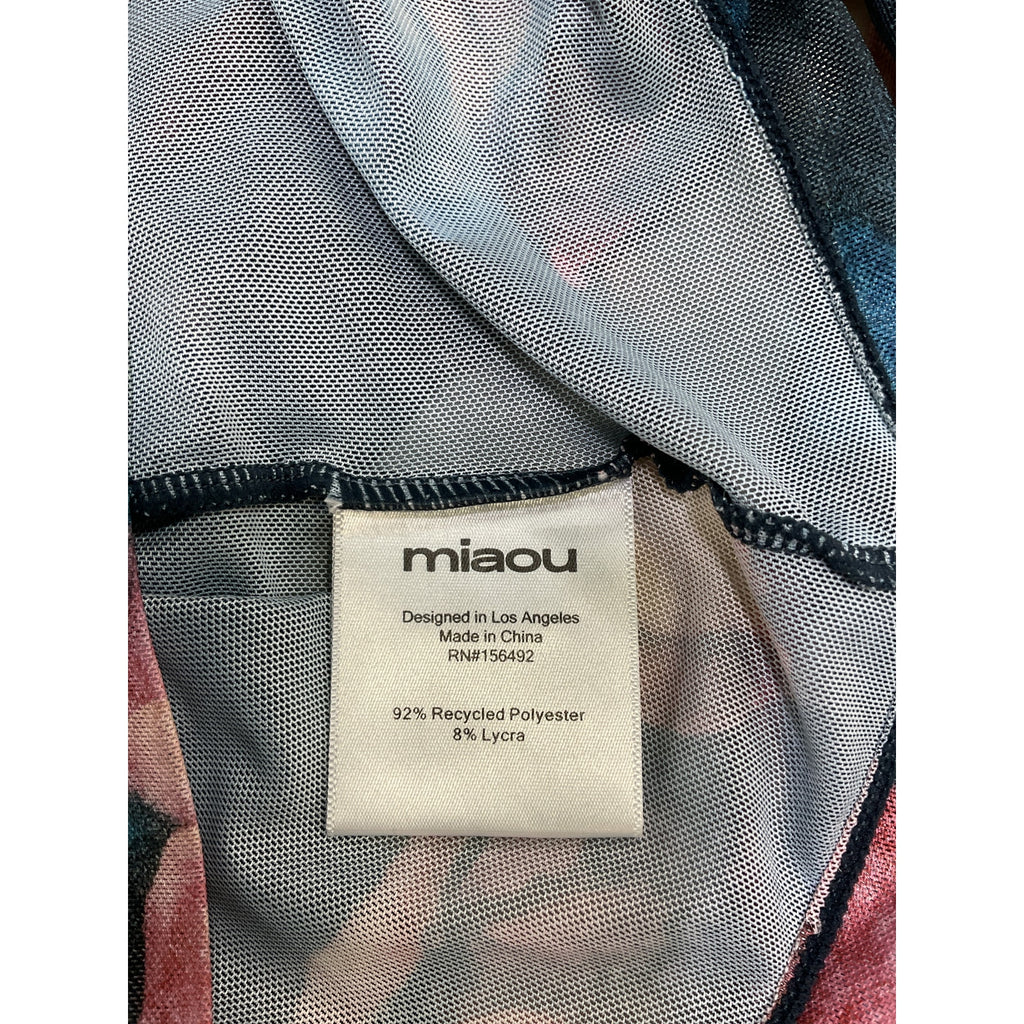 miaou
Designed in Los Angeles
Made in China
RN#156492
92% Recycled Polyester
8% Lycra